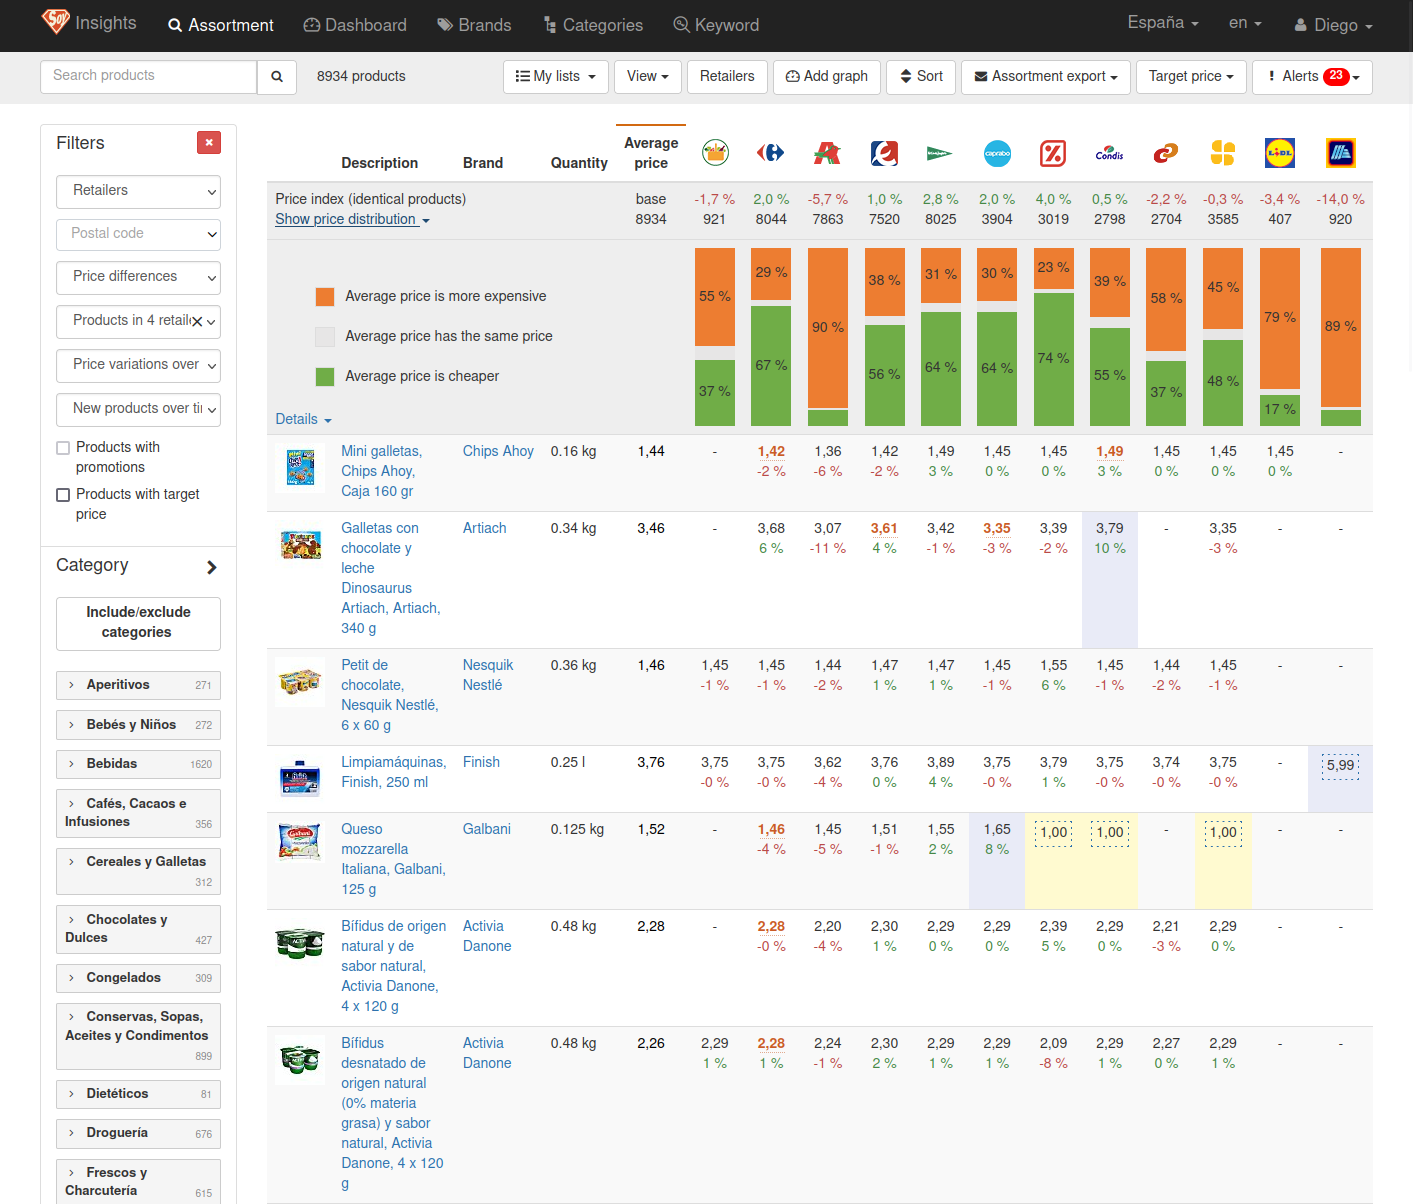 Soy Insights Assortment Dashboard Brands Categories Keyword España en Diego
Search products 8934 products My lists View Retailers Add graph Sort Assortment export Target price Alerts 23
Filters
Retailers
Postal code
Price differences
Products in 4 retaile
Price variations over
New products over ti
Products with
promotions
Products with target
price
Category
Include/exclude
categories
Aperitivos 271
Bebés y Niños 272
Bebidas 1620
Cafés, Cacaos e
Infusiones 356
Cereales y Galletas
312
Chocolates y
Dulces 427
Congelados 309
Conservas, Sopas,
Aceites y Condimentos
899
Dietéticos 81
Droguería 676
Frescos y
Charcutería 615
Description Brand Quantity Average
price
caprabo Condis LIDL
Price index (identical products) base -1,7 % 2,0 % -5,7 % 1,0 % 2,8 % 2,0 % 4,0 % 0,5 % -2,2 % -0,3 % -3,4 % -14,0 %
Show price distribution 8934 921 8044 7863 7520 8025 3904 3019 2798 2704 3585 407 920
Average price is more expensive
Average price has the same price
Average price is cheaper
55 % 29 % 90 % 38 % 31 % 30 % 23 % 39 % 58 % 45 % 79 % 89 %
37 % 67 % 56 % 64 % 64 % 74 % 55 % 37 % 48 % 17 %
Details
Mini galletas, Chips Ahoy 0.16 kg 1,44 - 1,42 1,36 1,42 1,49 1,45 1,45 1,49 1,45 1,45 1,45 -
Chips Ahoy, -2 % -6 % -2 % 3 % 0 % 0 % 3 % 0 % 0 % 0 %
Caja 160 gr
Galletas con Artiach 0.34 kg 3,46 - 3,68 3,07 3,61 3,42 3,35 3,39 3,79 - 3,35 - -
chocolate y 6 % -11 % 4 % -1 % -3 % -2 % 10 % -3 %
leche
Dinosaurus
Artiach, Artiach,
340 g
Petit de Nesquik 0.36 kg 1,46 1,45 1,45 1,44 1,47 1,47 1,45 1,55 1,45 1,44 1,45 - -
chocolate, Nestlé -1 % -1 % -2 % 1 % 1 % -1 % 6 % -1 % -2 % -1 %
Nesquik Nestlé,
6 x 60 g
Limpiamáquinas, Finish 0.25 l 3,76 3,75 3,75 3,62 3,76 3,89 3,75 3,79 3,75 3,74 3,75 - 5,99
Finish, 250 ml -0 % -0 % -4 % 0 % 4 % -0 % 1 % -0 % -0 % -0 %
Queso Galbani 0.125 kg 1,52 - 1,46 1,45 1,51 1,55 1,65 1,00 1,00 - 1,00 - -
mozzarella -4 % -5 % -1 % 2 % 8 %
Italiana, Galbani,
125 g
Bífidus de origen Activia 0.48 kg 2,28 - 2,28 2,20 2,30 2,29 2,29 2,39 2,29 2,21 2,29 - -
natural y de Danone -0 % -4 % 1 % 0 % 0 % 5 % 0 % -3 % 0 %
sabor natural,
Activia Danone,
4 x 120 g
Bífidus Activia 0.48 kg 2,26 2,29 2,28 2,24 2,30 2,29 2,29 2,09 2,29 2,27 2,29 - -
desnatado de Danone 1 % 1 % -1 % 2 % 1 % 1 % -8 % 1 % 0 % 1 %
origen natural
(0% materia
grasa) y sabor
natural, Activia
Danone, 4 x 120
g